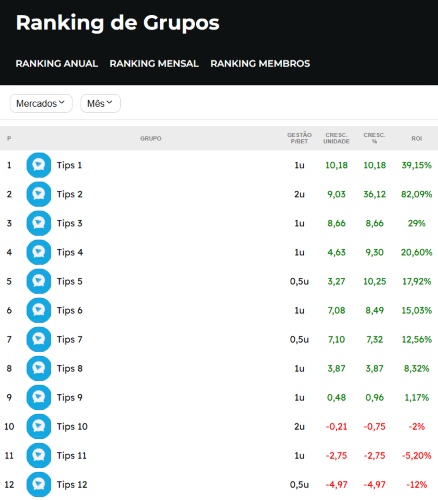 Ranking de Grupos
RANKING ANUAL RANKING MENSAL RANKING MEMBROS
Mercados Mês
P GRUPO GESTÃO P/BET CRESC. UNIDADE CRESC. % ROI
1 Tips 1 1u 10,18 10,18 39,15%
2 Tips 2 2u 9,03 36,12 82,09%
3 Tips 3 1u 8,66 8,66 29%
4 Tips 4 1u 4,63 9,30 20,60%
5 Tips 5 0,5u 3,27 10,25 17,92%
6 Tips 6 1u 7,08 8,49 15,03%
7 Tips 7 0,5u 7,10 7,32 12,56%
8 Tips 8 1u 3,87 3,87 8,32%
9 Tips 9 1u 0,48 0,96 1,17%
10 Tips 10 2u -0,21 -0,75 -2%
11 Tips 11 1u -2,75 -2,75 -5,20%
12 Tips 12 0,5u -4,97 -4,97 -12%